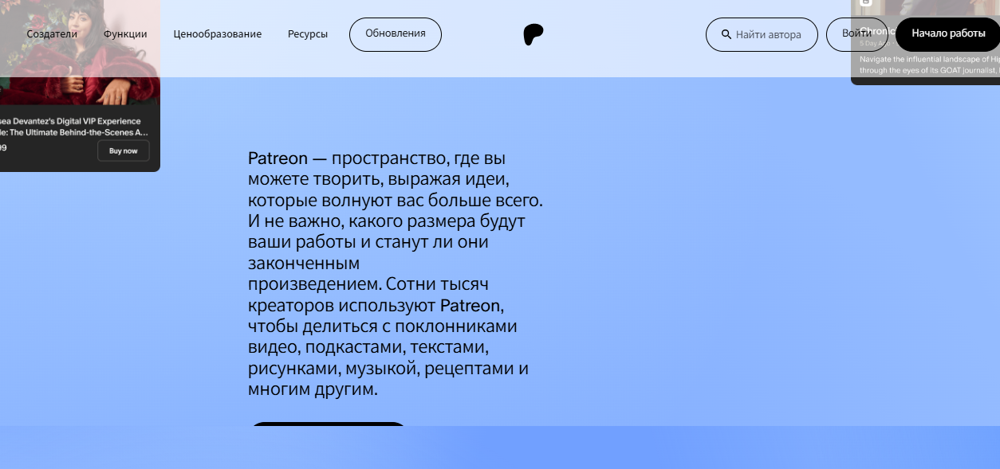 Создатели
Функции
Ценообразование
Ресурсы
Обновления
Найти автора
Войти
Начало работы
Chronic
5 Day Ago
Navigate the influential landscape of
through the eyes of its GOAT journalist,
Devantez's Digital VIP Experience
The Ultimate Behind-the-Scenes A...
99
Buy now
Patreon — пространство, где вы
можете творить, выражая идеи,
которые волнуют вас больше всего.
И не важно, какого размера будут
ваши работы и станут ли они
законченным
произведением. Сотни тысяч
креаторов используют Patreon,
чтобы делиться с поклонниками
видео, подкастами, текстами,
рисунками, музыкой, рецептами и
многим другим.